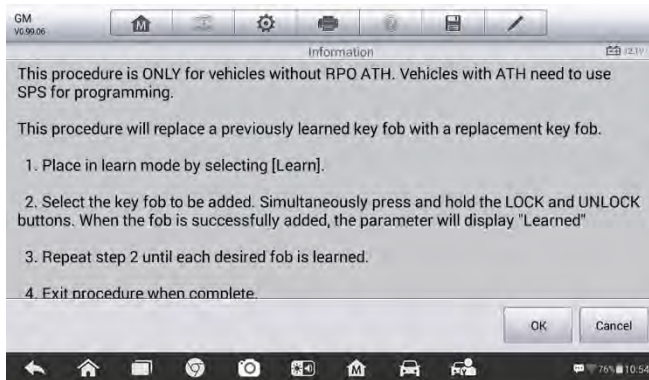 GM
V0.99.06
Information
12.1V
This procedure is ONLY for vehicles without RPO ATH. Vehicles with ATH need to use
SPS for programming.
This procedure will replace a previously learned key fob with a replacement key fob.
1. Place in learn mode by selecting [Learn].
2. Select the key fob to be added. Simultaneously press and hold the LOCK and UNLOCK
buttons. When the fob is successfully added, the parameter will display "Learned"
3. Repeat step 2 until each desired fob is learned.
4. Exit procedure when complete.
OK Cancel
76% 10:54